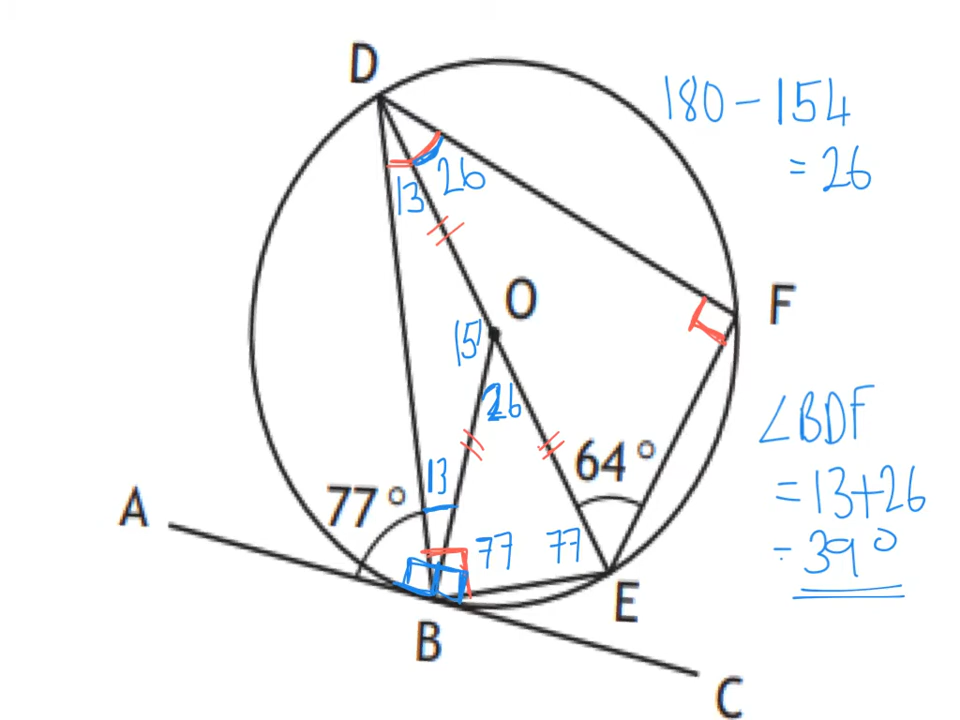 D
180 - 154
= 26
13
26
O
F
15
26
∠BDF
64°
= 13+26
= 39°
A
77°
13
77
77
E
B
C